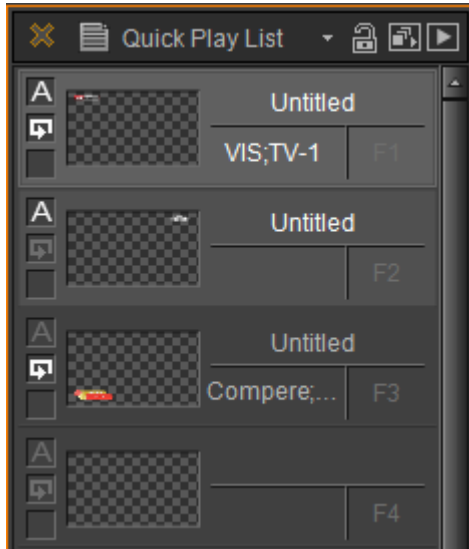 Quick Play List
A
Untitled
VIS;TV-1
F1
A
Untitled
F2
A
Untitled
Compere;...
F3
A
F4